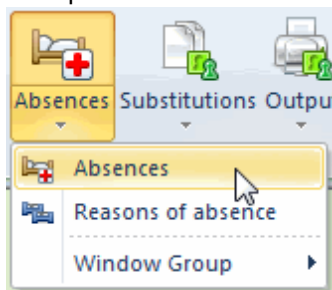 Absences Substitutions Outpu
Absences
Reasons of absence
Window Group